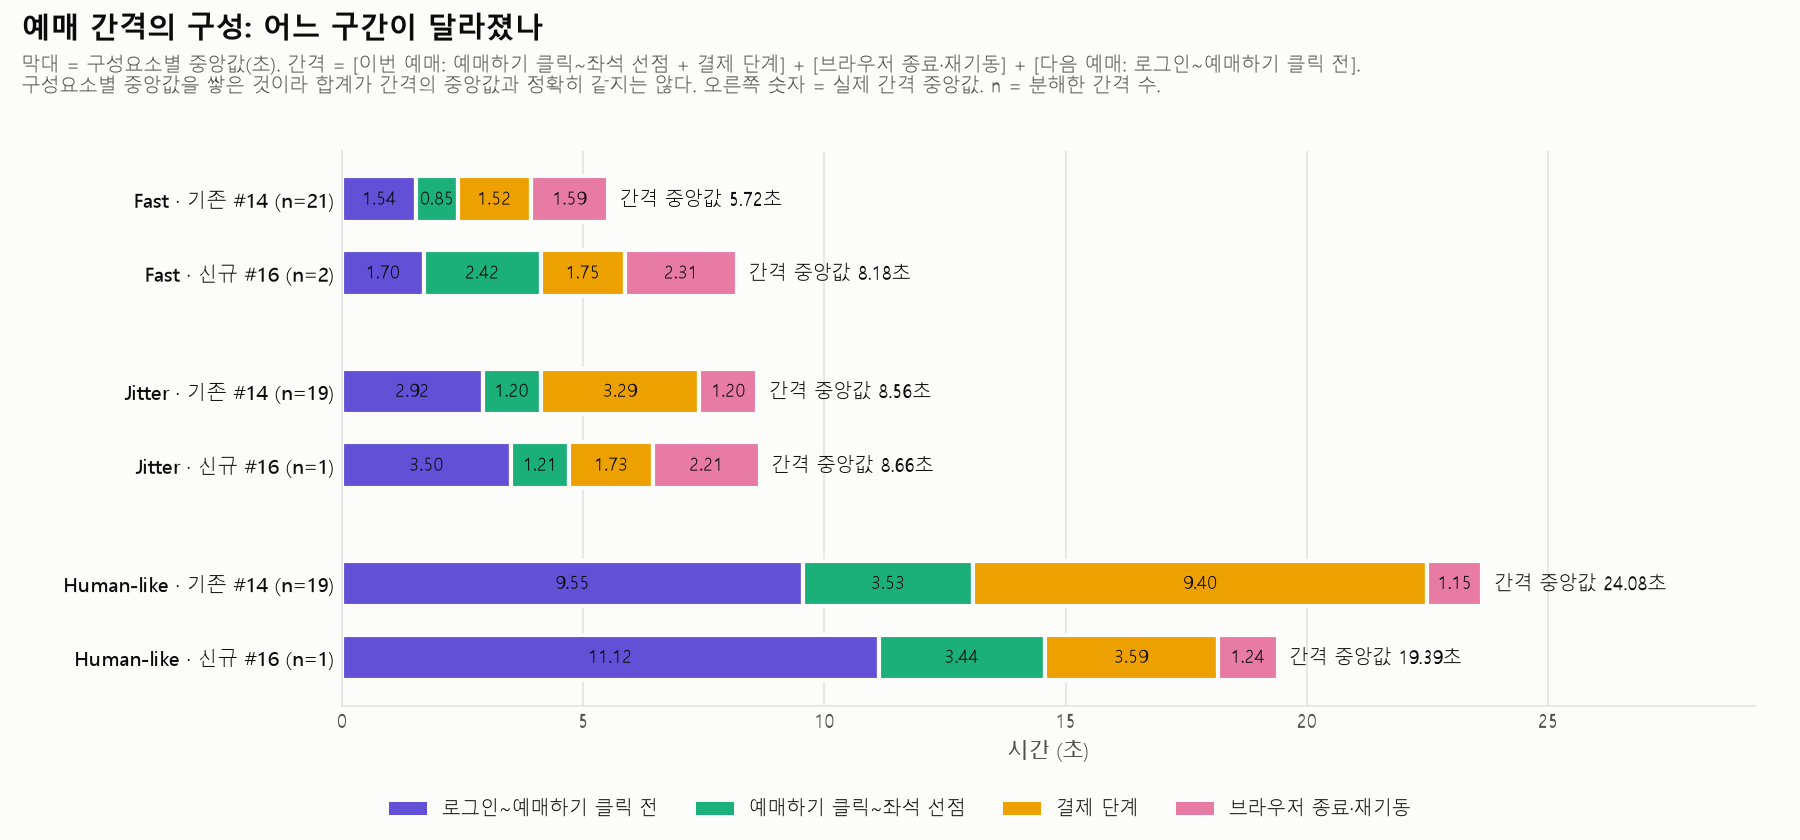 예매 간격의 구성: 어느 구간이 달라졌나
막대 = 구성요소별 중앙값(초). 간격 = [이번 예매: 예매하기 클릭~좌석 선점 + 결제 단계] + [브라우저 종료·재기동] + [다음 예매: 로그인~예매하기 클릭 전].
구성요소별 중앙값을 쌓은 것이라 합계가 간격의 중앙값과 정확히 같지는 않다. 오른쪽 숫자 = 실제 간격 중앙값. n = 분해한 간격 수.
Fast · 기존 #14 (n=21) 1.54 0.85 1.52 1.59 간격 중앙값 5.72초
Fast · 신규 #16 (n=2) 1.70 2.42 1.75 2.31 간격 중앙값 8.18초
Jitter · 기존 #14 (n=19) 2.92 1.20 3.29 1.20 간격 중앙값 8.56초
Jitter · 신규 #16 (n=1) 3.50 1.21 1.73 2.21 간격 중앙값 8.66초
Human-like · 기존 #14 (n=19) 9.55 3.53 9.40 1.15 간격 중앙값 24.08초
Human-like · 신규 #16 (n=1) 11.12 3.44 3.59 1.24 간격 중앙값 19.39초
0 5 10 15 20 25
시간 (초)
로그인~예매하기 클릭 전 예매하기 클릭~좌석 선점 결제 단계 브라우저 종료·재기동